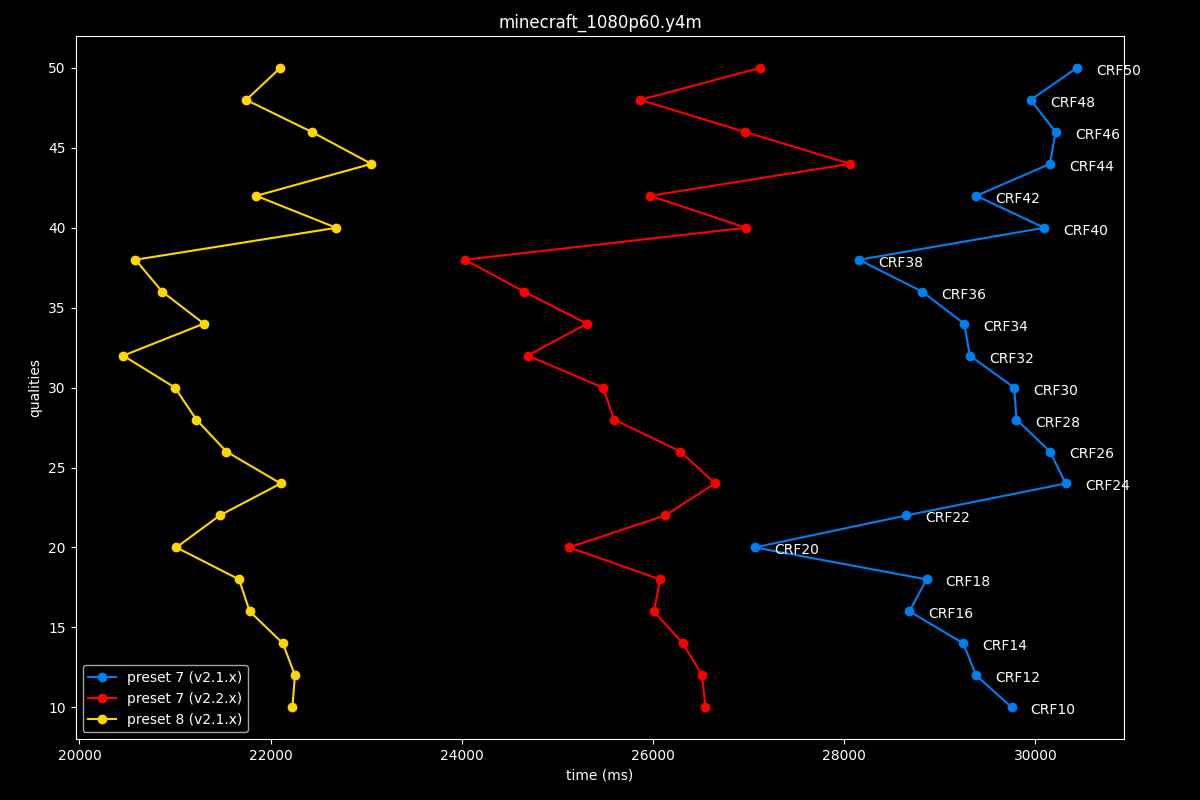 minecraft_1080p60.y4m
50
45
40
35
30
25
20
15
10
qualities
CRF50
CRF48
CRF46
CRF44
CRF42
CRF40
CRF38
CRF36
CRF34
CRF32
CRF30
CRF28
CRF26
CRF24
CRF22
CRF20
CRF18
CRF16
CRF14
CRF12
CRF10
preset 7 (v2.1.x)
preset 7 (v2.2.x)
preset 8 (v2.1.x)
20000 22000 24000 26000 28000 30000
time (ms)